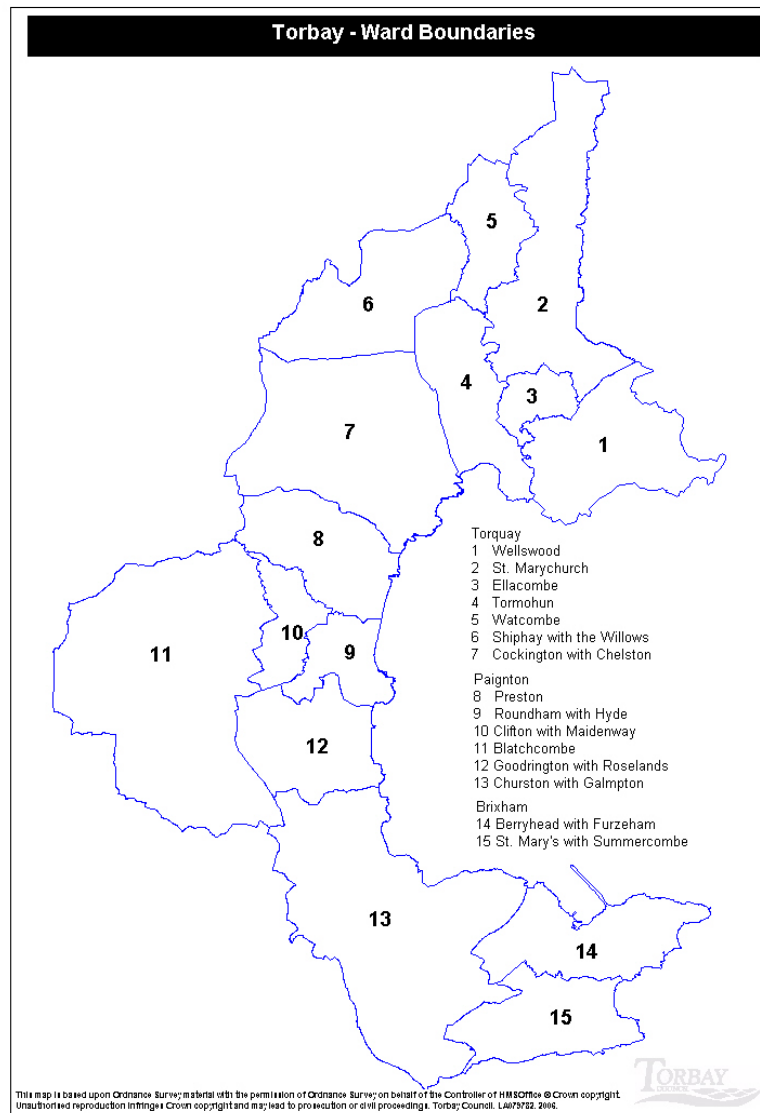 Torbay - Ward Boundaries
5
2
6
4
3
7
1
8
Torquay
1 Wellswood
2 St. Marychurch
3 Ellacombe
4 Tormohun
5 Watcombe
6 Shiphay with the Willows
7 Cockington with Chelston
10
9
11
Paignton
8 Preston
9 Roundham with Hyde
10 Clifton with Maidenway
11 Blatchcombe
12 Goodrington with Roselands
13 Churston with Galmpton
12
Brixham
14 Berryhead with Furzeham
15 St. Mary's with Summercombe
13
14
15
TORBAY
COUNCIL
This map is based upon Ordnance Survey material with the permission of Ordnance Survey on behalf of the Controller of HMSOffice © Crown copyright.
Unauthorised reproduction infringes Crown copyright and may lead to prosecution or civil proceedings. Torbay Council. LA079782. 2006.